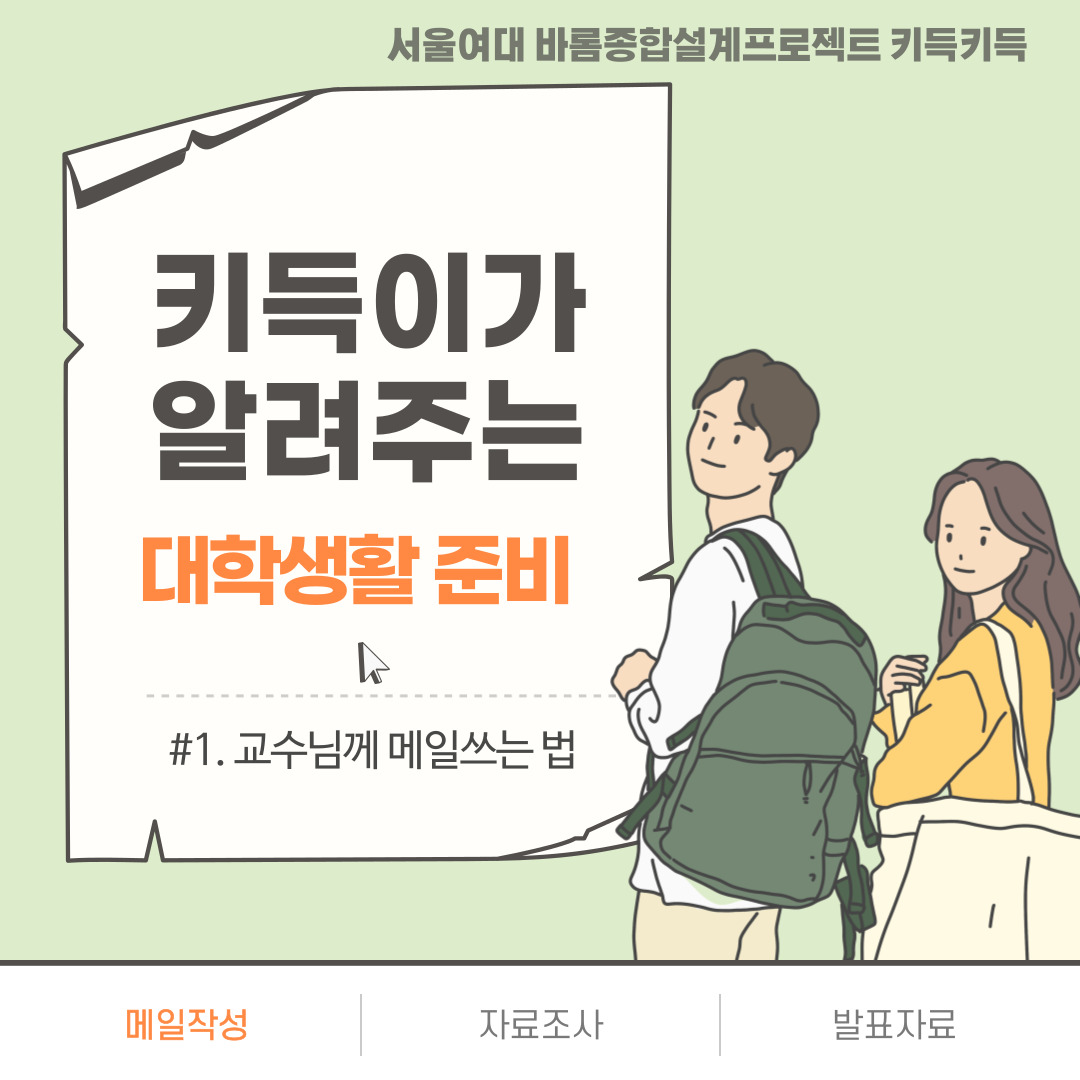 서울여대 바롬종합설계프로젝트 키득키득
키득이가
알려주는
대학생활 준비
#1. 교수님께 메일쓰는 법
메일작성
자료조사
발표자료